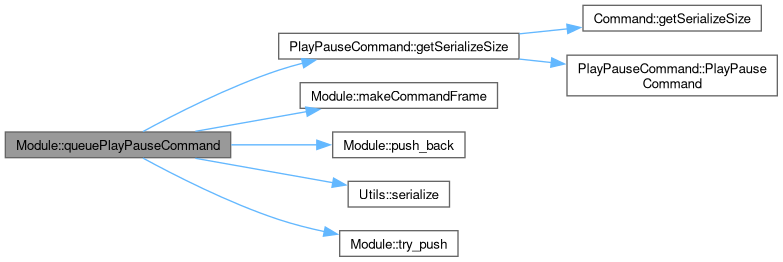 Command::getSerializeSize
PlayPauseCommand::getSerializeSize
PlayPauseCommand::PlayPause
Command
Module::makeCommandFrame
Module::queuePlayPauseCommand
Module::push_back
Utils::serialize
Module::try_push